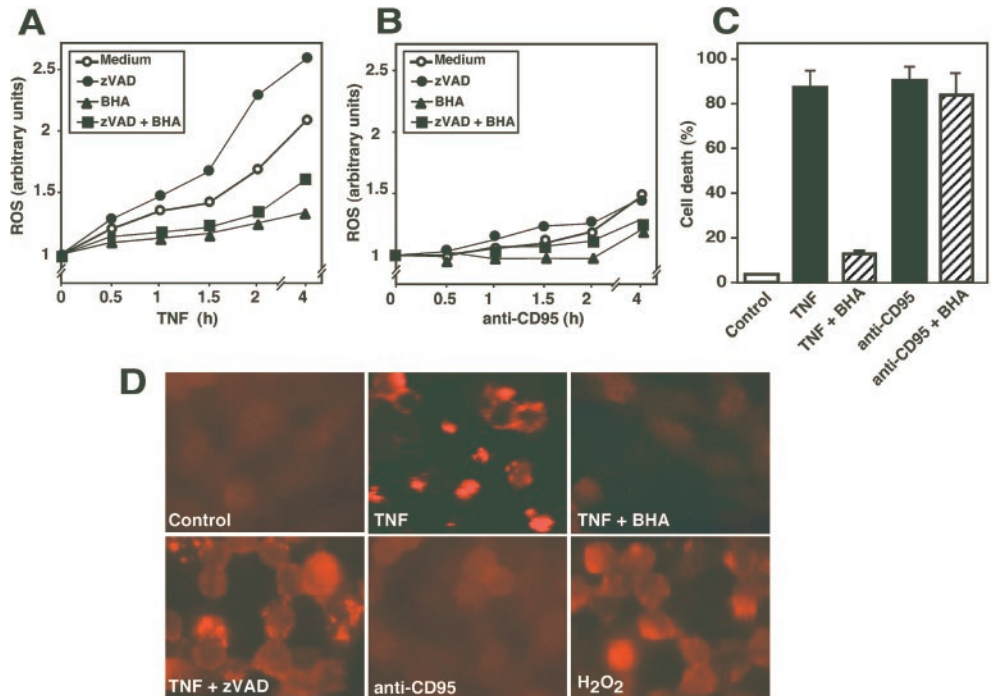 A
ROS (arbitrary units)
2.5
2
1.5
1
Medium
zVAD
BHA
zVAD + BHA
0 0.5 1 1.5 2 4
TNF (h)
B
ROS (arbitrary units)
2.5
2
1.5
1
Medium
zVAD
BHA
zVAD + BHA
0 0.5 1 1.5 2 4
anti-CD95 (h)
C
Cell death (%)
100
80
60
40
20
0
Control
TNF
TNF + BHA
anti-CD95
anti-CD95 + BHA
D
Control
TNF
TNF + BHA
TNF + zVAD
anti-CD95
H₂O₂